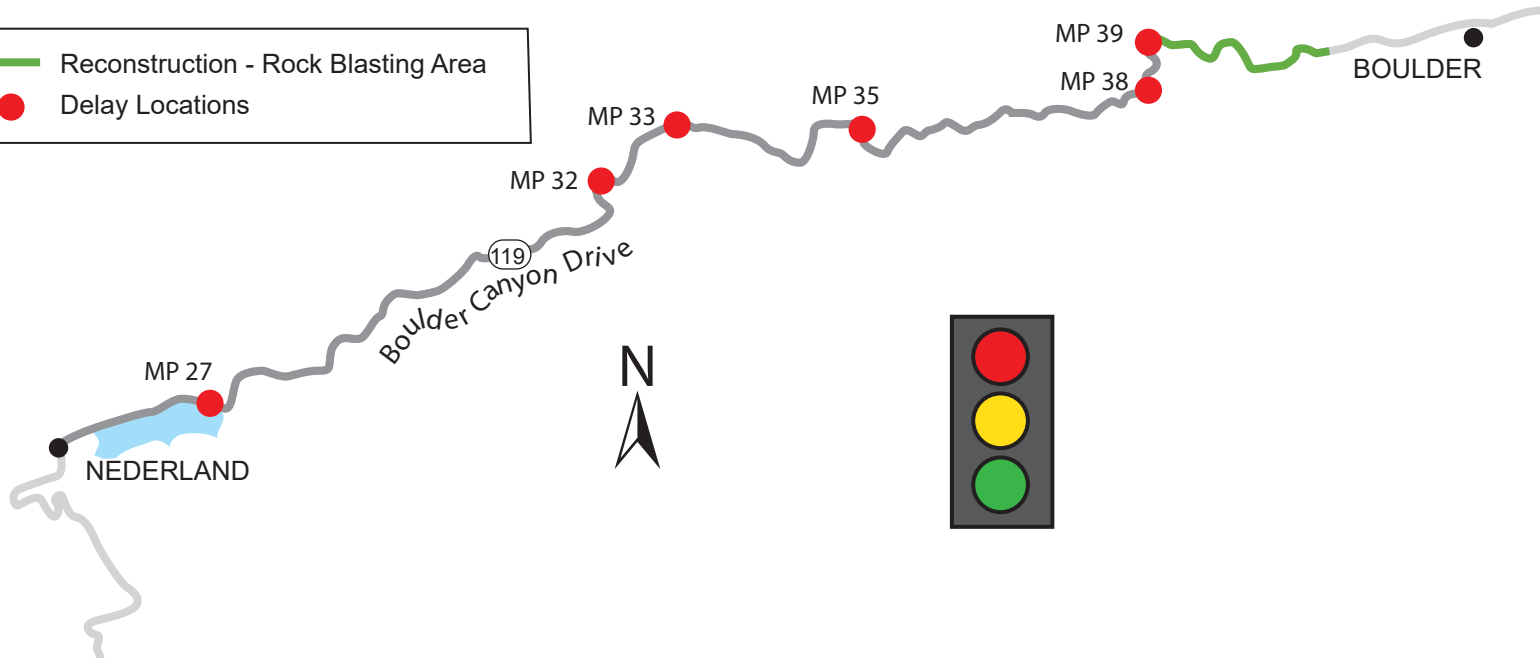 Reconstruction - Rock Blasting Area
Delay Locations
MP 39
BOULDER
MP 38
MP 35
MP 33
MP 32
119
Boulder Canyon Drive
N
MP 27
NEDERLAND